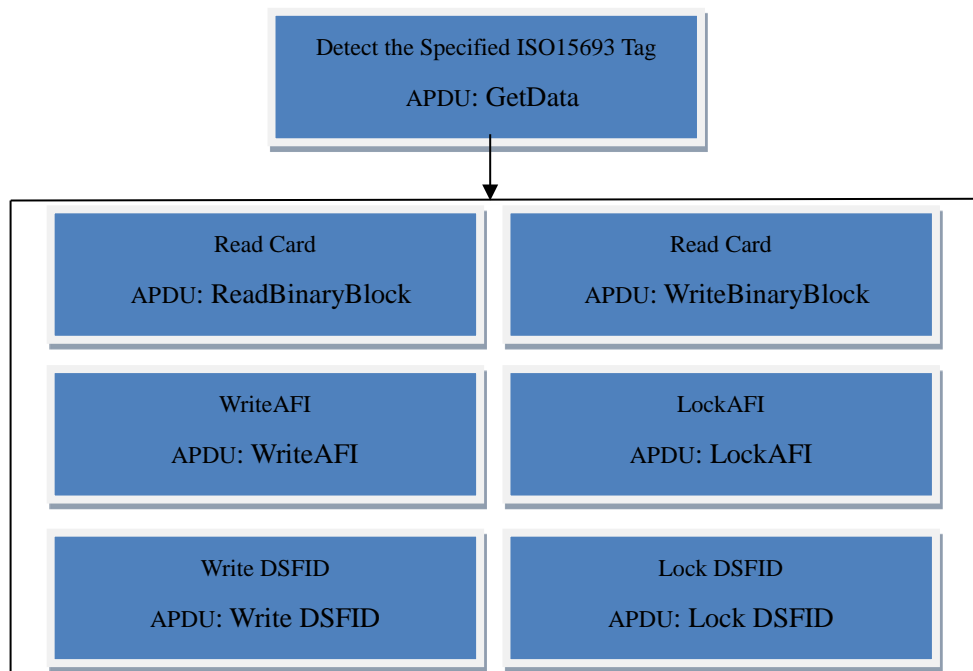 Detect the Specified ISO15693 Tag
APDU: GetData
Read Card
APDU: ReadBinaryBlock
Read Card
APDU: WriteBinaryBlock
WriteAFI
APDU: WriteAFI
LockAFI
APDU: LockAFI
Write DSFID
APDU: Write DSFID
Lock DSFID
APDU: Lock DSFID